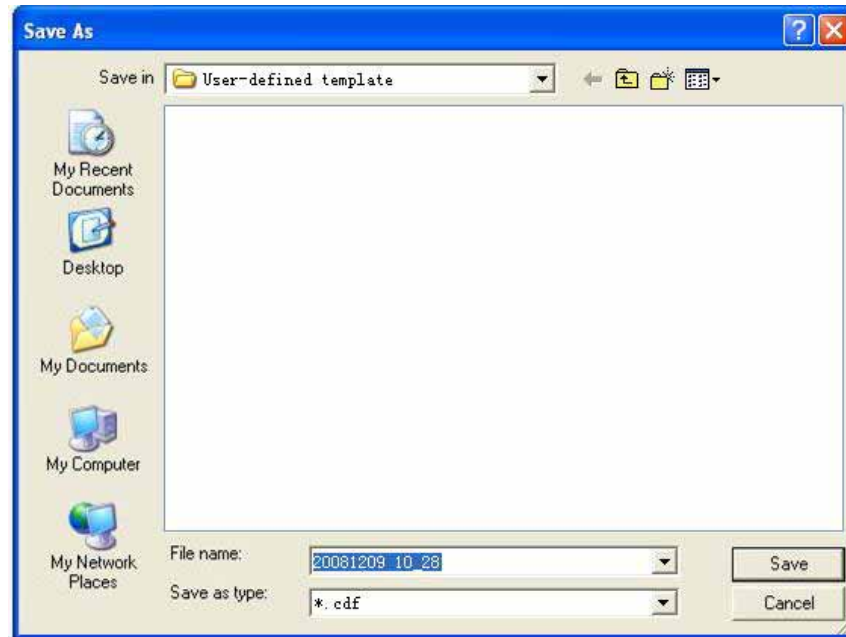 Save As
Save in
User-defined template
My Recent
Documents
Desktop
My Documents
My Computer
My Network
Places
File name:
20081209_10_28
Save as type:
*.cdf
Save
Cancel